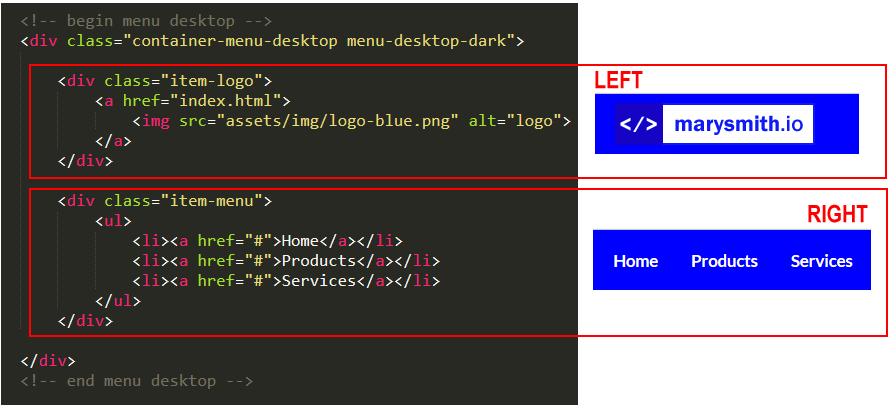 <!-- begin menu desktop -->
<div class="container-menu-desktop menu-desktop-dark">
<div class="item-logo">
<a href="index.html">
<img src="assets/img/logo-blue.png" alt="logo">
</a>
</div>
LEFT
</> marysmith.io
<div class="item-menu">
<ul>
<li><a href="#">Home</a></li>
<li><a href="#">Products</a></li>
<li><a href="#">Services</a></li>
</ul>
</div>
RIGHT
Home Products Services
</div>
<!-- end menu desktop -->